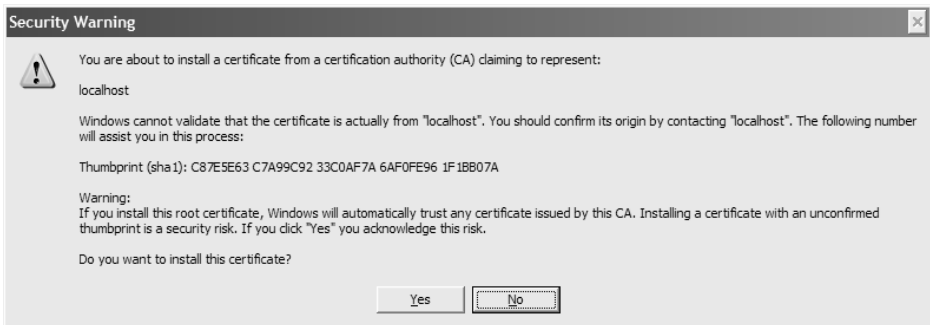 Security Warning
You are about to install a certificate from a certification authority (CA) claiming to represent:
localhost
Windows cannot validate that the certificate is actually from "localhost". You should confirm its origin by contacting "localhost". The following number
will assist you in this process:
Thumbprint (sha1): C87E5E63 C7A99C92 33C0AF7A 6AF0FE96 1F1BB07A
Warning:
If you install this root certificate, Windows will automatically trust any certificate issued by this CA. Installing a certificate with an unconfirmed
thumbprint is a security risk. If you click "Yes" you acknowledge this risk.
Do you want to install this certificate?
Yes No